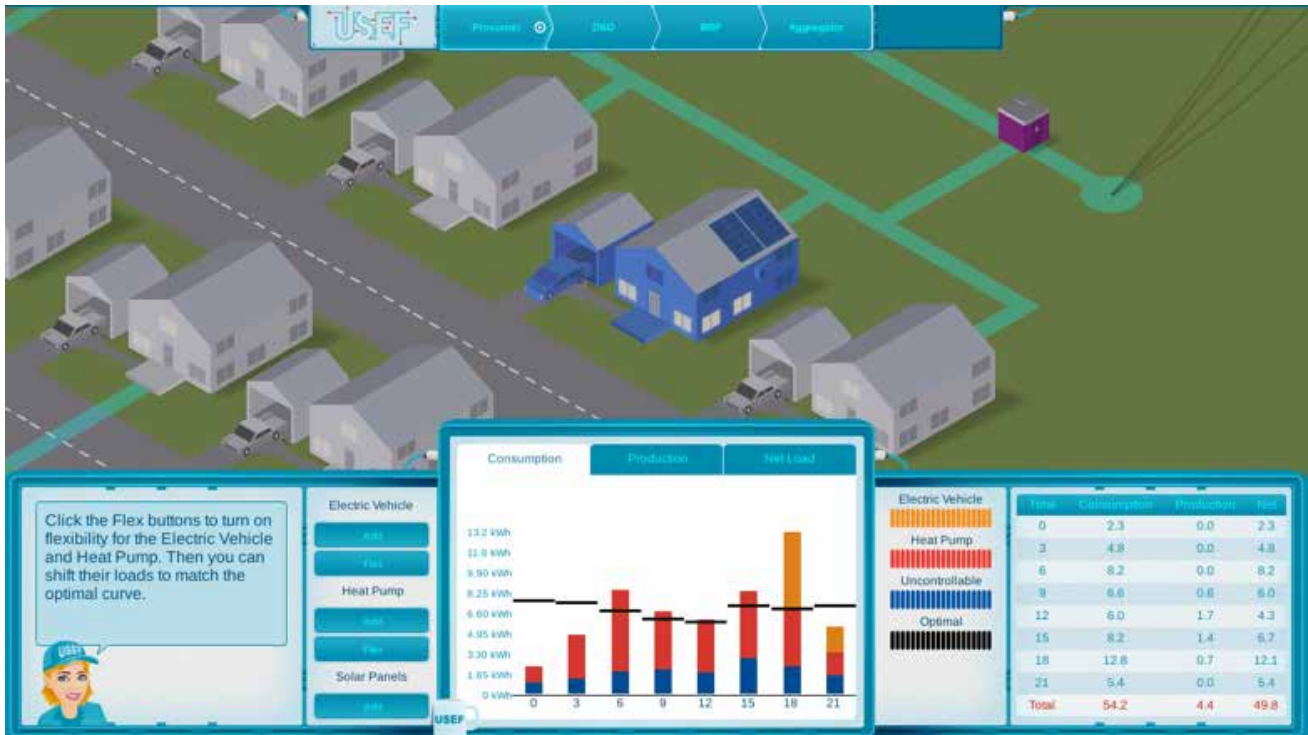 USEF
Prosumer
DSO
BRP
Aggregator
Click the Flex buttons to turn on
flexibility for the Electric Vehicle
and Heat Pump. Then you can
shift their loads to match the
optimal curve.
USEF
Electric Vehicle
Add
Flex
Heat Pump
Add
Flex
Solar Panels
Add
Consumption Production Net Load
13.2 kWh
9.90 kWh
8.25 kWh
6.60 kWh
4.95 kWh
3.30 kWh
1.65 kWh
0 kWh
0 3 6 9 12 15 18 21
USEF
Electric Vehicle
Heat Pump
Uncontrollable
Optimal
Time Consumption Production Net
0 2.3 0.0 2.3
3 4.8 0.0 4.8
6 8.2 0.0 8.2
9 6.6 0.6 6.0
12 6.0 1.7 4.3
15 8.2 1.4 6.7
18 12.8 0.7 12.1
21 5.4 0.0 5.4
Total 54.2 4.4 49.8